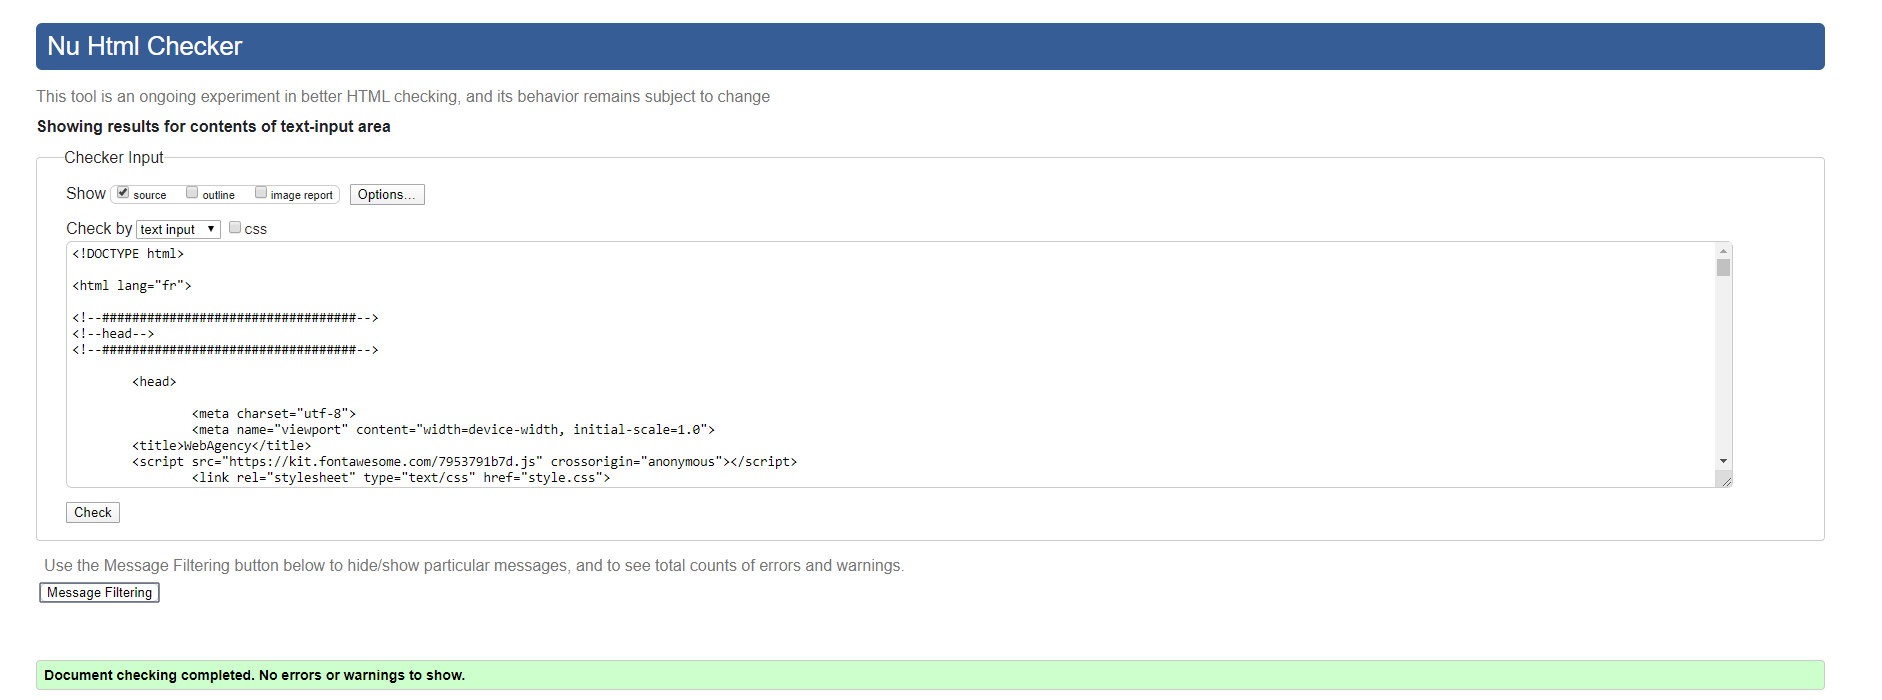 Nu Html Checker
This tool is an ongoing experiment in better HTML checking, and its behavior remains subject to change
Showing results for contents of text-input area
Checker Input
Show source outline image report Options...
Check by text input css
<!DOCTYPE html>
<html lang="fr">
<!--##################################-->
<!--head-->
<!--##################################-->
<head>
<meta charset="utf-8">
<meta name="viewport" content="width=device-width, initial-scale=1.0">
<title>WebAgency</title>
<script src="https://kit.fontawesome.com/7953791b7d.js" crossorigin="anonymous"></script>
<link rel="stylesheet" type="text/css" href="style.css">
Check
Use the Message Filtering button below to hide/show particular messages, and to see total counts of errors and warnings.
Message Filtering
Document checking completed. No errors or warnings to show.